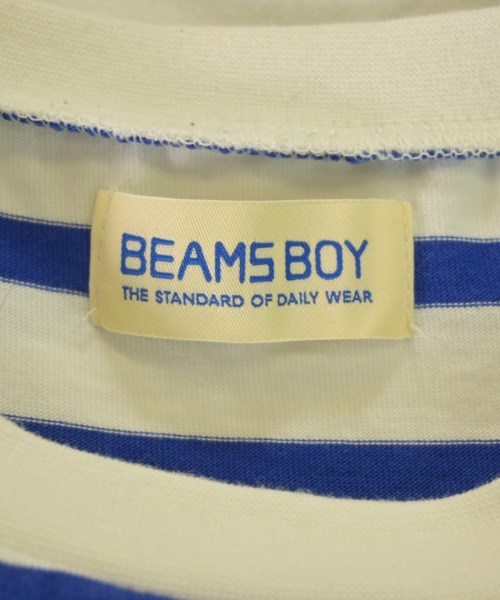 BEAMS BOY
THE STANDARD OF DAILY WEAR